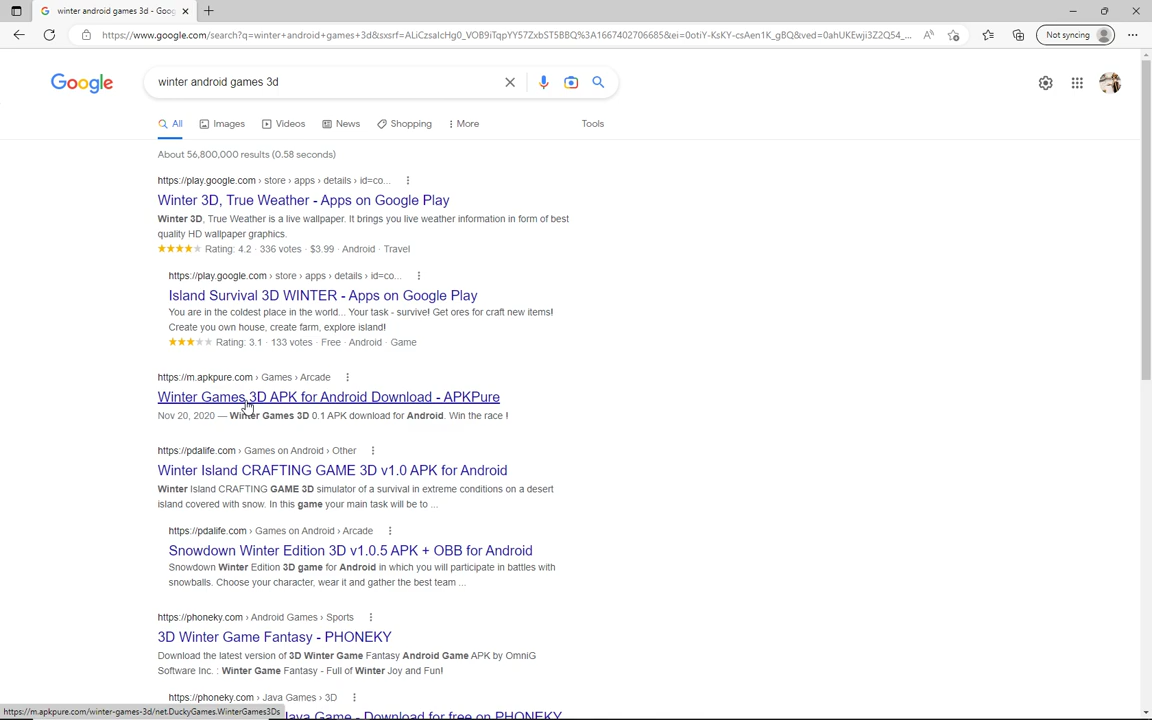 winter android games 3d - Goog
https://www.google.com/search?q=winter+android+games+3d&sxsrf=ALiCzsalcHg0_VOB9iTqpYY57ZxbST5BBQ%3A1667402706685&ei=0otiY-KsKY-csAen1K_gBQ&ved=0ahUKEwji3Z2Q54_...
Not syncing
Google
winter android games 3d
All
Images
Videos
News
Shopping
More
Tools
About 56,800,000 results (0.58 seconds)
https://play.google.com › store › apps › details › id=co...
Winter 3D, True Weather - Apps on Google Play
Winter 3D, True Weather is a live wallpaper. It brings you live weather information in form of best
quality HD wallpaper graphics.
Rating: 4.2 · 336 votes · $3.99 · Android · Travel
https://play.google.com › store › apps › details › id=co...
Island Survival 3D WINTER - Apps on Google Play
You are in the coldest place in the world... Your task - survive! Get ores for craft new items!
Create you own house, create farm, explore island!
Rating: 3.1 · 133 votes · Free · Android · Game
https://m.apkpure.com › Games › Arcade
Winter Games 3D APK for Android Download - APKPure
Nov 20, 2020 — Winter Games 3D 0.1 APK download for Android. Win the race !
https://pdalife.com › Games on Android › Other
Winter Island CRAFTING GAME 3D v1.0 APK for Android
Winter Island CRAFTING GAME 3D simulator of a survival in extreme conditions on a desert
island covered with snow. In this game your main task will be to ...
https://pdalife.com › Games on Android › Arcade
Snowdown Winter Edition 3D v1.0.5 APK + OBB for Android
Snowdown Winter Edition 3D game for Android in which you will participate in battles with
snowballs. Choose your character, wear it and gather the best team ...
https://phoneky.com › Android Games › Sports
3D Winter Game Fantasy - PHONEKY
Download the latest version of 3D Winter Game Fantasy Android Game APK by OmniG
Software Inc. : Winter Game Fantasy - Full of Winter Joy and Fun!
https://phoneky.com › Java Games › 3D
Java Game - Download for free on PHONEKY
https://m.apkpure.com/winter-games-3d/net.DuckyGames.WinterGames3Ds